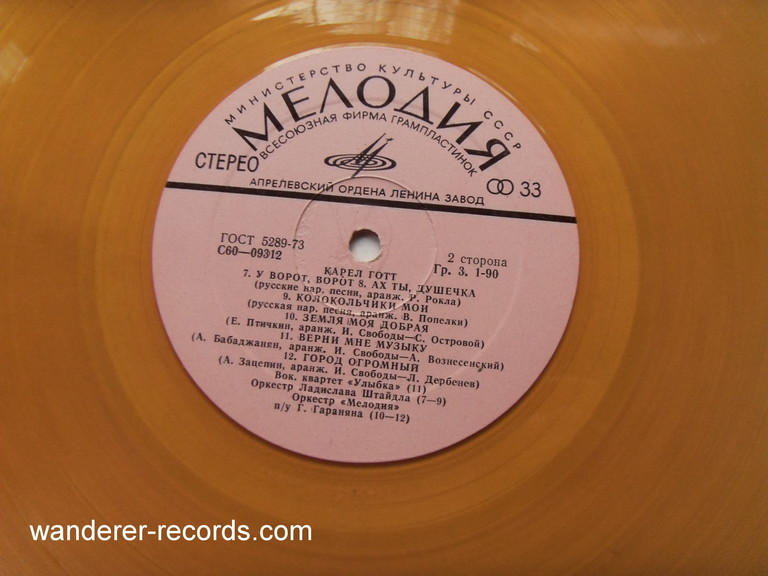 МИНИСТЕРСТВО КУЛЬТУРЫ СССР
МЕЛОДИЯ
ВСЕСОЮЗНАЯ ФИРМА ГРАМПЛАСТИНОК
СТЕРЕО
АПРЕЛЕВСКИЙ ОРДЕНА ЛЕНИНА ЗАВОД
33
ГОСТ 5289-73
С60—09312
2 сторона
Гр. 3. 1-90
КАРЕЛ ГОТТ
7. У ВОРОТ, ВОРОТ 8. АХ ТЫ, ДУШЕЧКА
(русские нар. песни, аранж. Р. Рокла)
9. КОЛОКОЛЬЧИКИ МОИ
(русская нар. песня, аранж. В. Попелки)
10. ЗЕМЛЯ МОЯ ДОБРАЯ
(Е. Птичкин, аранж. И. Свободы—С. Островой)
11. ВЕРНИ МНЕ МУЗЫКУ
(А. Бабаджанян, аранж. И. Свободы—А. Вознесенский)
12. ГОРОД ОГРОМНЫЙ
(А. Зацепин, аранж. И. Свободы—Л. Дербенев)
Вок. квартет «Улыбка» (11)
Оркестр Ладислава Штайдла (7—9)
Оркестр «Мелодия»
п/у Г. Гараняна (10—12)
wanderer-records.com